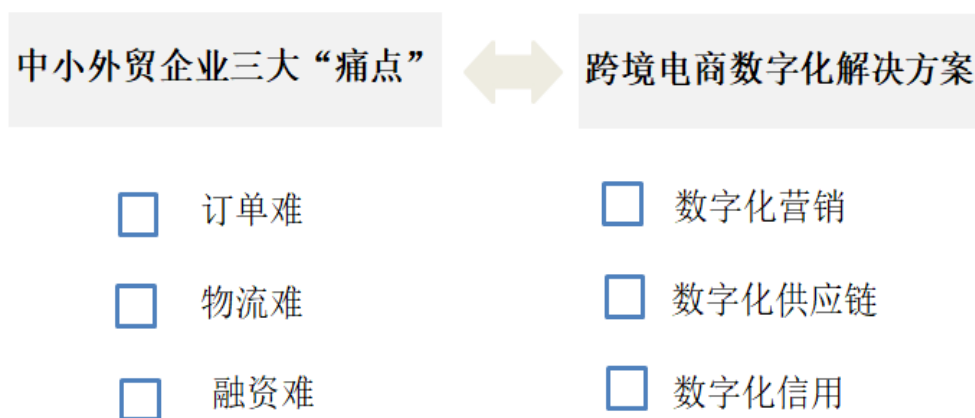 中小外贸企业三大“痛点”
跨境电商数字化解决方案
订单难
数字化营销
物流难
数字化供应链
融资难
数字化信用